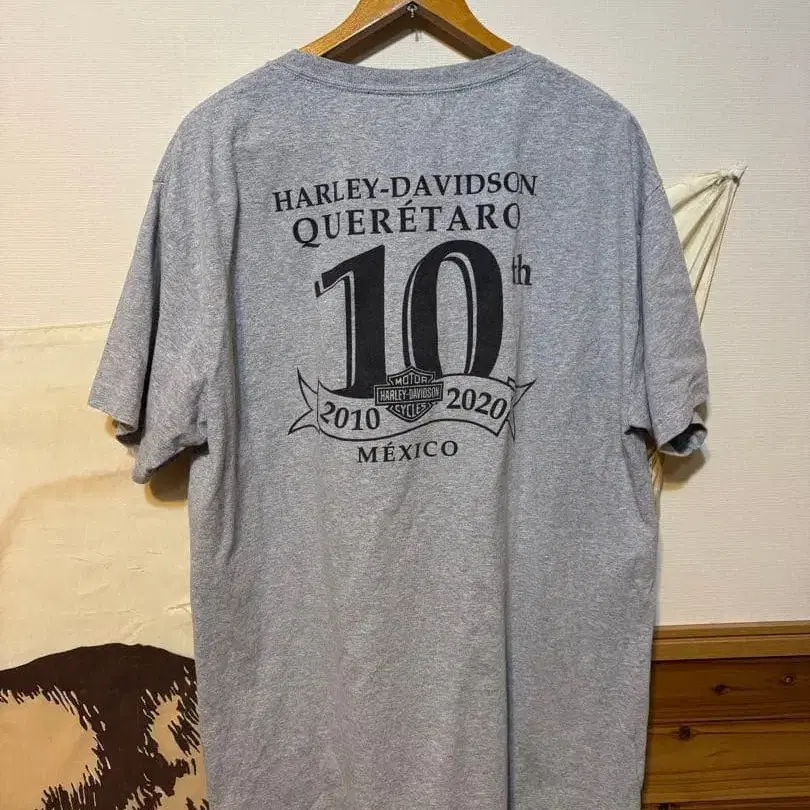 HARLEY-DAVIDSON
QUERÉTARO
10th
MOTOR
HARLEY-DAVIDSON
CYCLES
2010 2020
MÉXICO